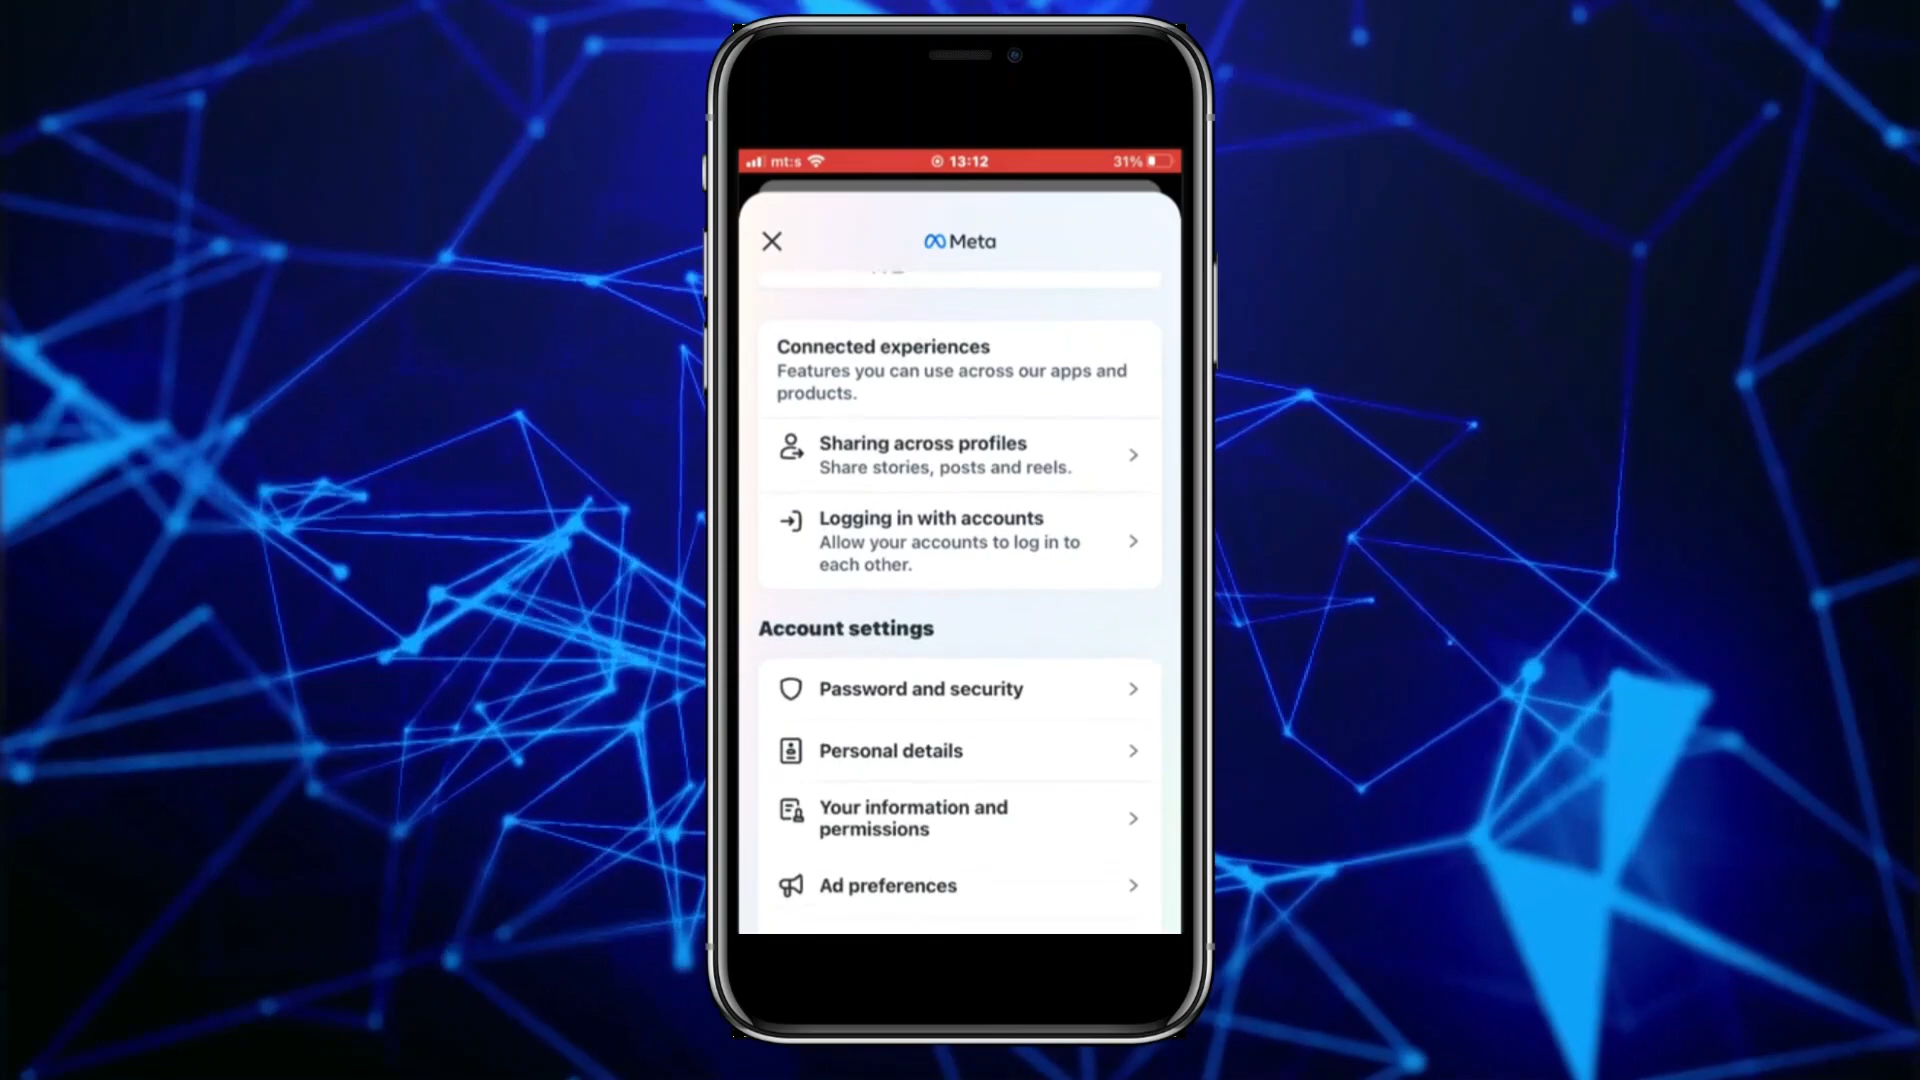 mt:s 13:12 31%
Meta
Connected experiences
Features you can use across our apps and
products.
Sharing across profiles
Share stories, posts and reels.
Logging in with accounts
Allow your accounts to log in to
each other.
Account settings
Password and security
Personal details
Your information and
permissions
Ad preferences